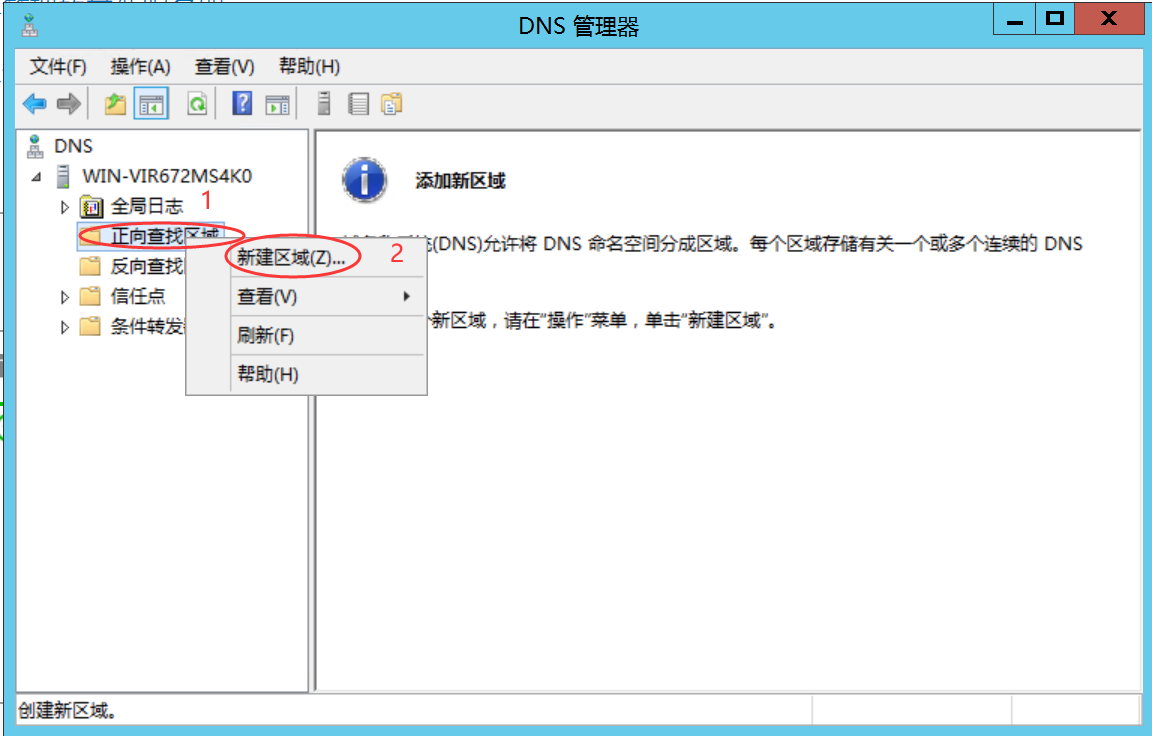 DNS 管理器
文件(F) 操作(A) 查看(V) 帮助(H)
DNS
WIN-VIR672MS4K0
全局日志
1
正向查找区域
反向查找
信任点
条件转发
新建区域(Z)...
2
查看(V)
刷新(F)
帮助(H)
添加新区域
(DNS)允许将 DNS 命名空间分成区域。每个区域存储有关一个或多个连续的 DNS
新区域，请在“操作”菜单，单击“新建区域”。
创建新区域。